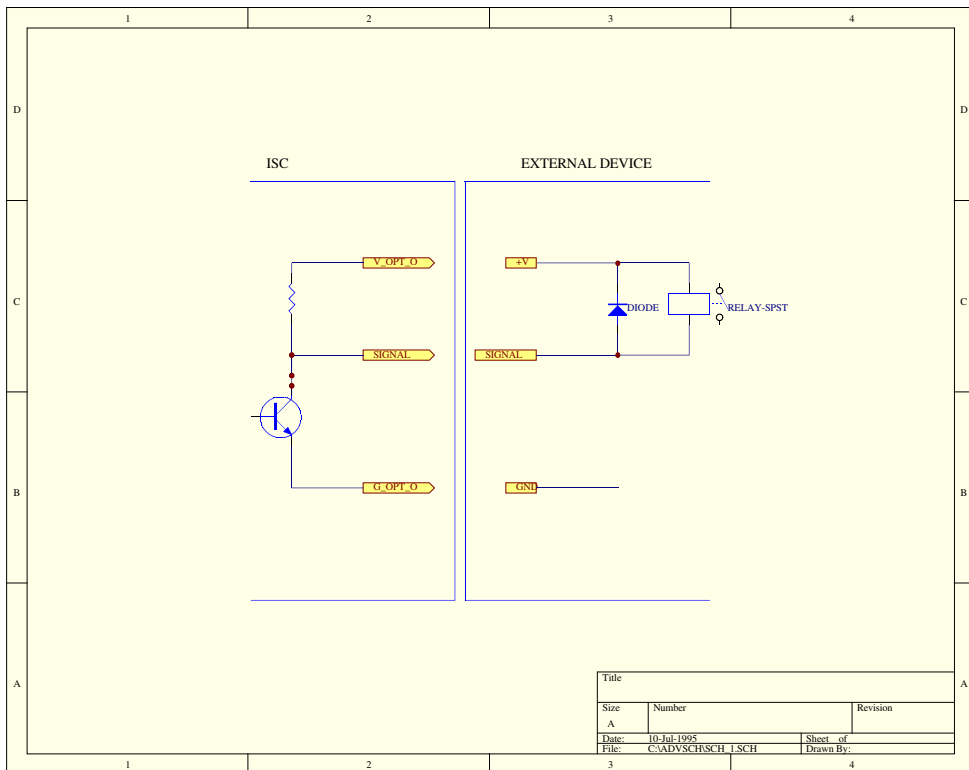 1 2 3 4
D D
ISC EXTERNAL DEVICE
V_OPT_O +V
C DIODE RELAY-SPST C
SIGNAL SIGNAL
B G_OPT_O GND B
A A
Title
Size Number Revision
A
Date: 10-Jul-1995 Sheet of
File: C:\ADVSCH\SCH_1.SCH Drawn By:
1 2 3 4